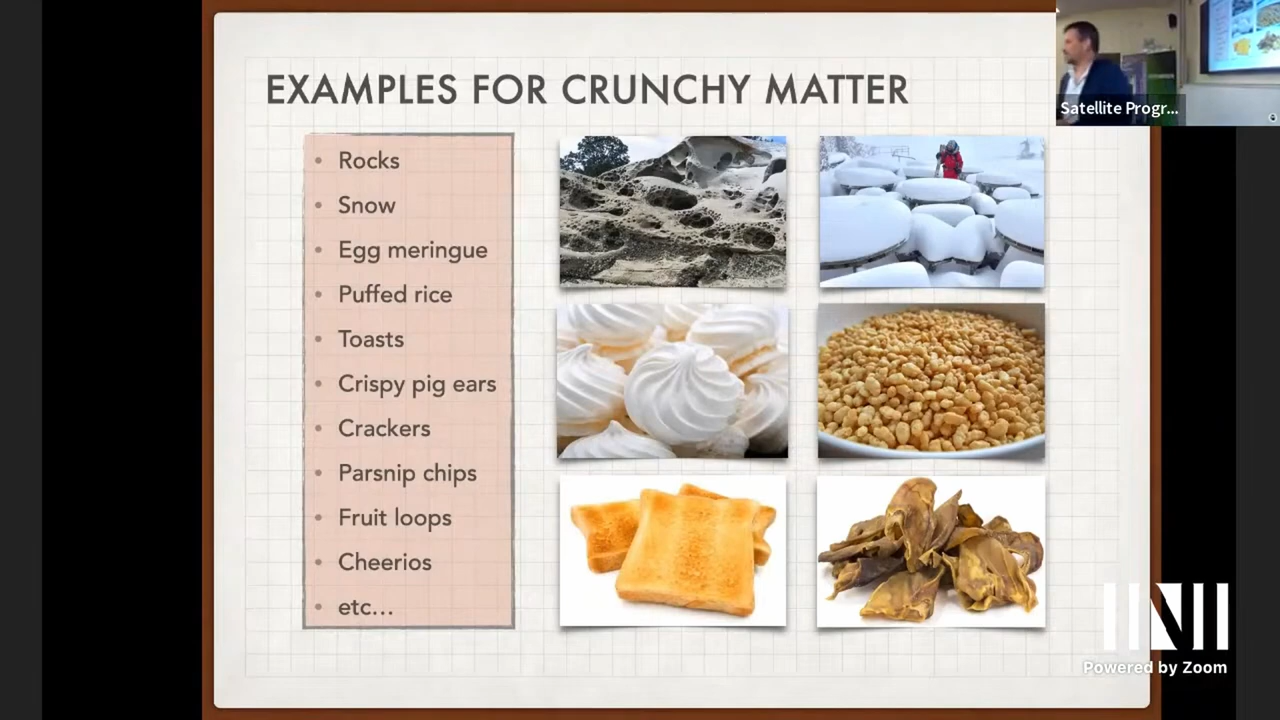 EXAMPLES FOR CRUNCHY MATTER
• Rocks
• Snow
• Egg meringue
• Puffed rice
• Toasts
• Crispy pig ears
• Crackers
• Parsnip chips
• Fruit loops
• Cheerios
• etc...
Satellite Progr...
Powered by Zoom